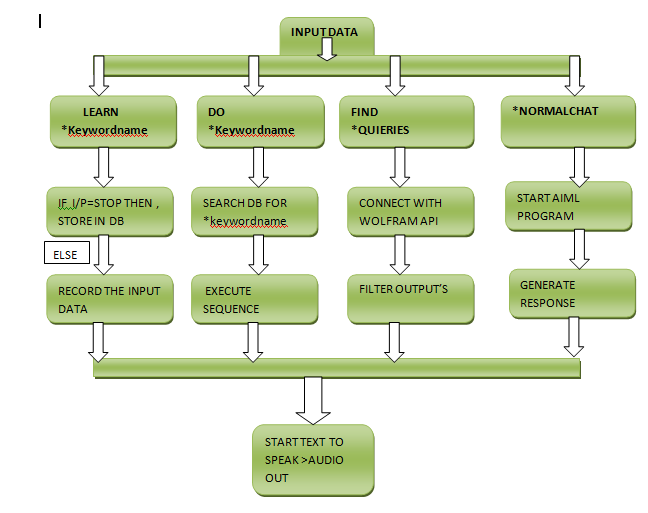 INPUT DATA
LEARN
*Keywordname
DO
*Keywordname
FIND
*QUIERIES
*NORMALCHAT
IF I/P=STOP THEN ,
STORE IN DB
SEARCH DB FOR
*keywordname
CONNECT WITH
WOLFRAM API
START AIML
PROGRAM
ELSE
RECORD THE INPUT
DATA
EXECUTE
SEQUENCE
FILTER OUTPUT'S
GENERATE
RESPONSE
START TEXT TO
SPEAK >AUDIO
OUT